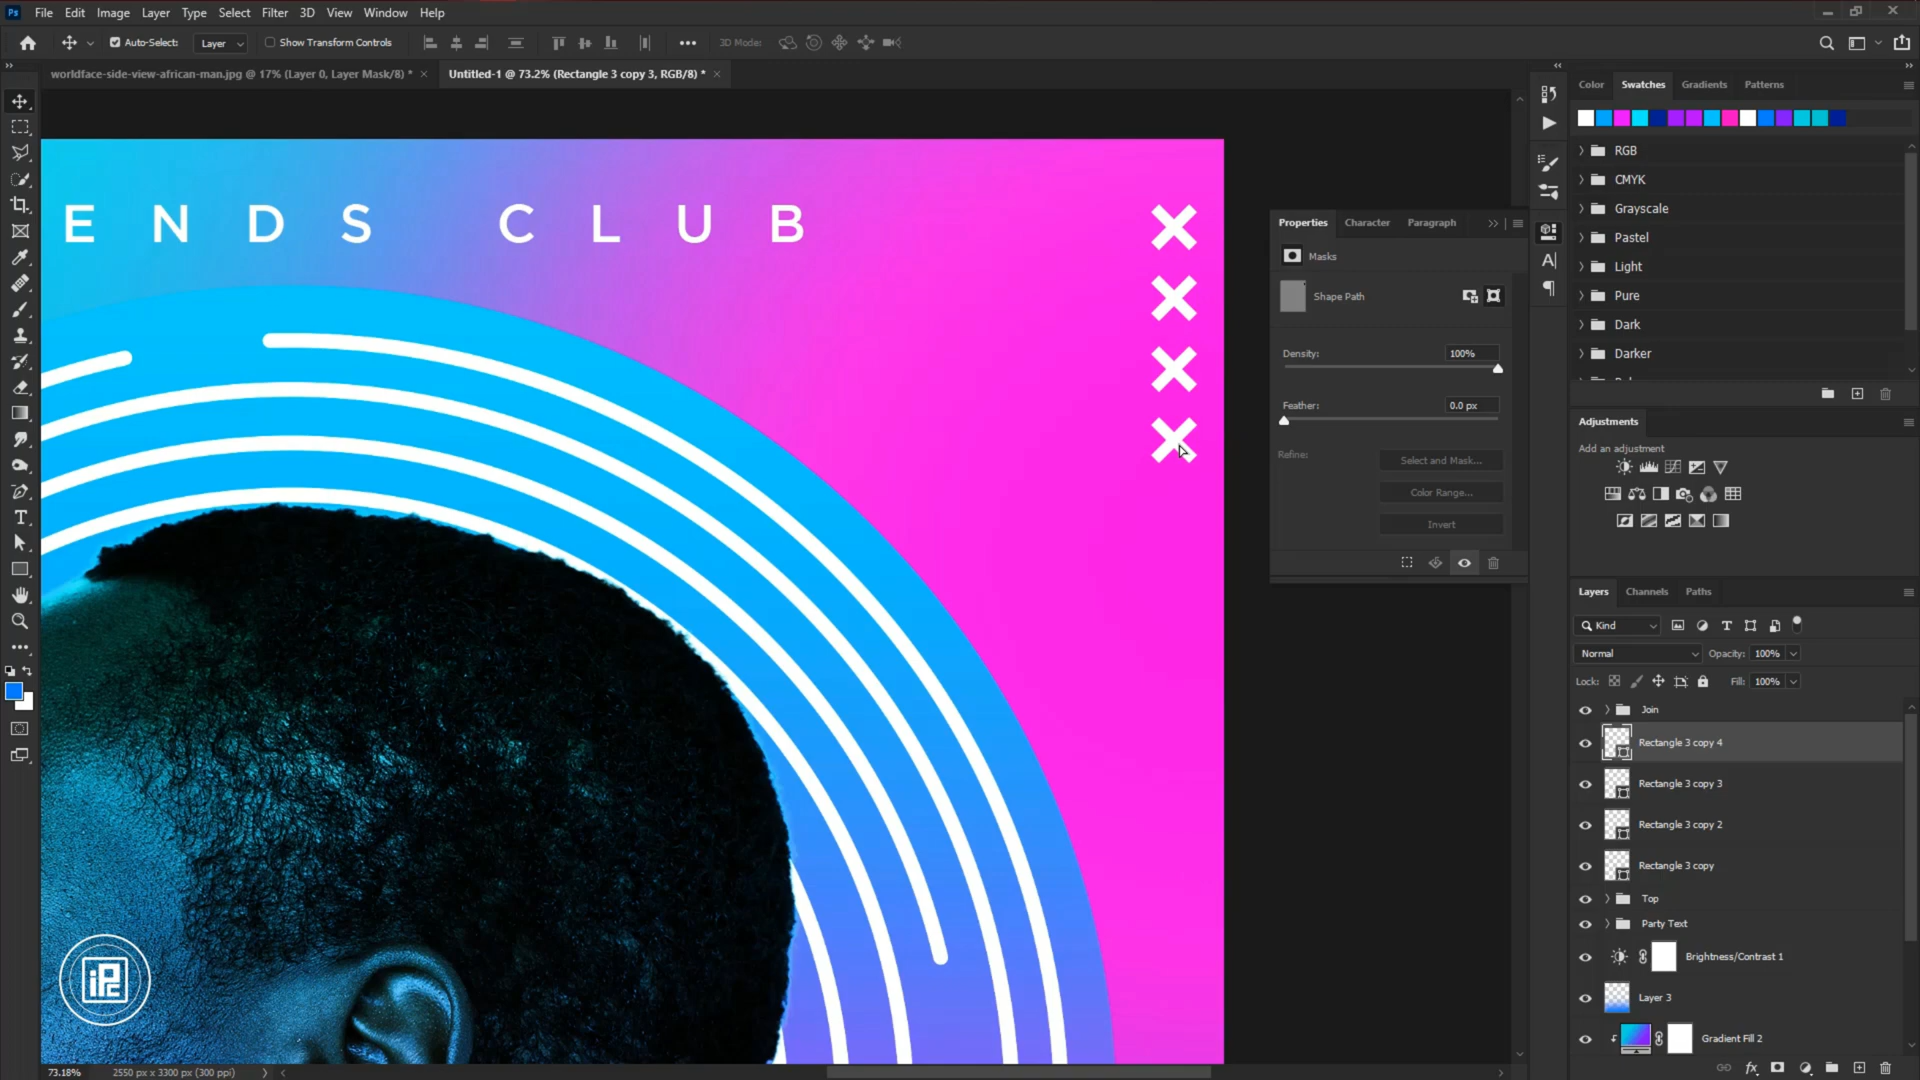 Ps File Edit Image Layer Type Select Filter 3D View Window Help
Auto-Select: Layer Show Transform Controls 3D Mode:
worldface-side-view-african-man.jpg @ 17% (Layer 0, Layer Mask/8) *
Untitled-1 @ 73.2% (Rectangle 3 copy 3, RGB/8) *
ENDS CLUB
Properties Character Paragraph
Masks
Shape Path
Density: 100%
Feather: 0.0 px
Refine: Select and Mask...
Color Range...
Invert
Color Swatches Gradients Patterns
RGB
CMYK
Grayscale
Pastel
Light
Pure
Dark
Darker
Adjustments
Add an adjustment
Layers Channels Paths
Kind
Normal Opacity: 100%
Lock: Fill: 100%
Join
Rectangle 3 copy 4
Rectangle 3 copy 3
Rectangle 3 copy 2
Rectangle 3 copy
Top
Party Text
Brightness/Contrast 1
Layer 3
Gradient Fill 2
73.18% 2550 px x 3300 px (300 ppi)